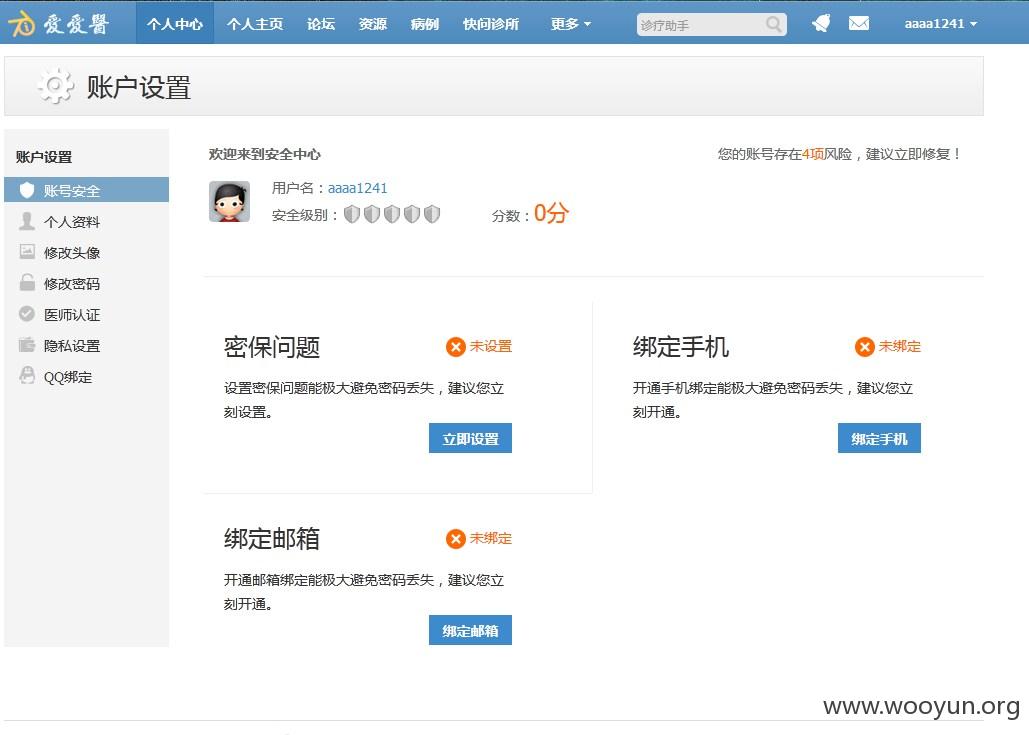 爱爱醫 个人中心 个人主页 论坛 资源 病例 快问诊所 更多 诊疗助手 aaaa1241
账户设置
账户设置
账号安全
个人资料
修改头像
修改密码
医师认证
隐私设置
QQ绑定
欢迎来到安全中心 您的账号存在4项风险，建议立即修复！
用户名：aaaa1241
安全级别： 分数：0分
密保问题 未设置
设置密保问题能极大避免密码丢失，建议您立
刻设置。
立即设置
绑定手机 未绑定
开通手机绑定能极大避免密码丢失，建议您立
刻开通。
绑定手机
绑定邮箱 未绑定
开通邮箱绑定能极大避免密码丢失，建议您立
刻开通。
绑定邮箱
www.wooyun.org